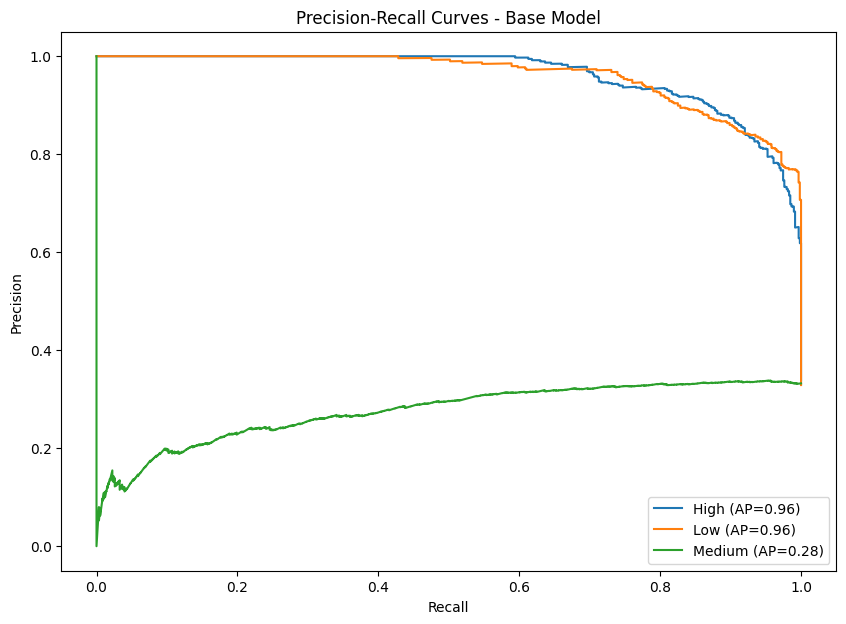 Precision-Recall Curves - Base Model
Precision
1.0
0.8
0.6
0.4
0.2
0.0
0.0 0.2 0.4 0.6 0.8 1.0
Recall
High (AP=0.96)
Low (AP=0.96)
Medium (AP=0.28)